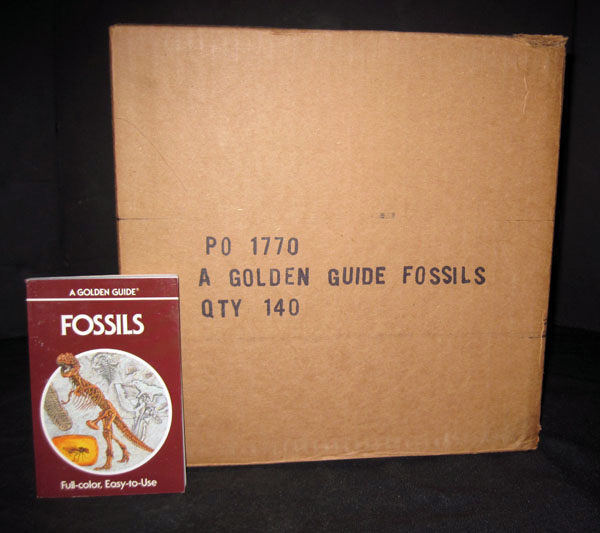 PO 1770
A GOLDEN GUIDE FOSSILS
QTY 140
A GOLDEN GUIDE®
FOSSILS
Full-color, Easy-to-Use